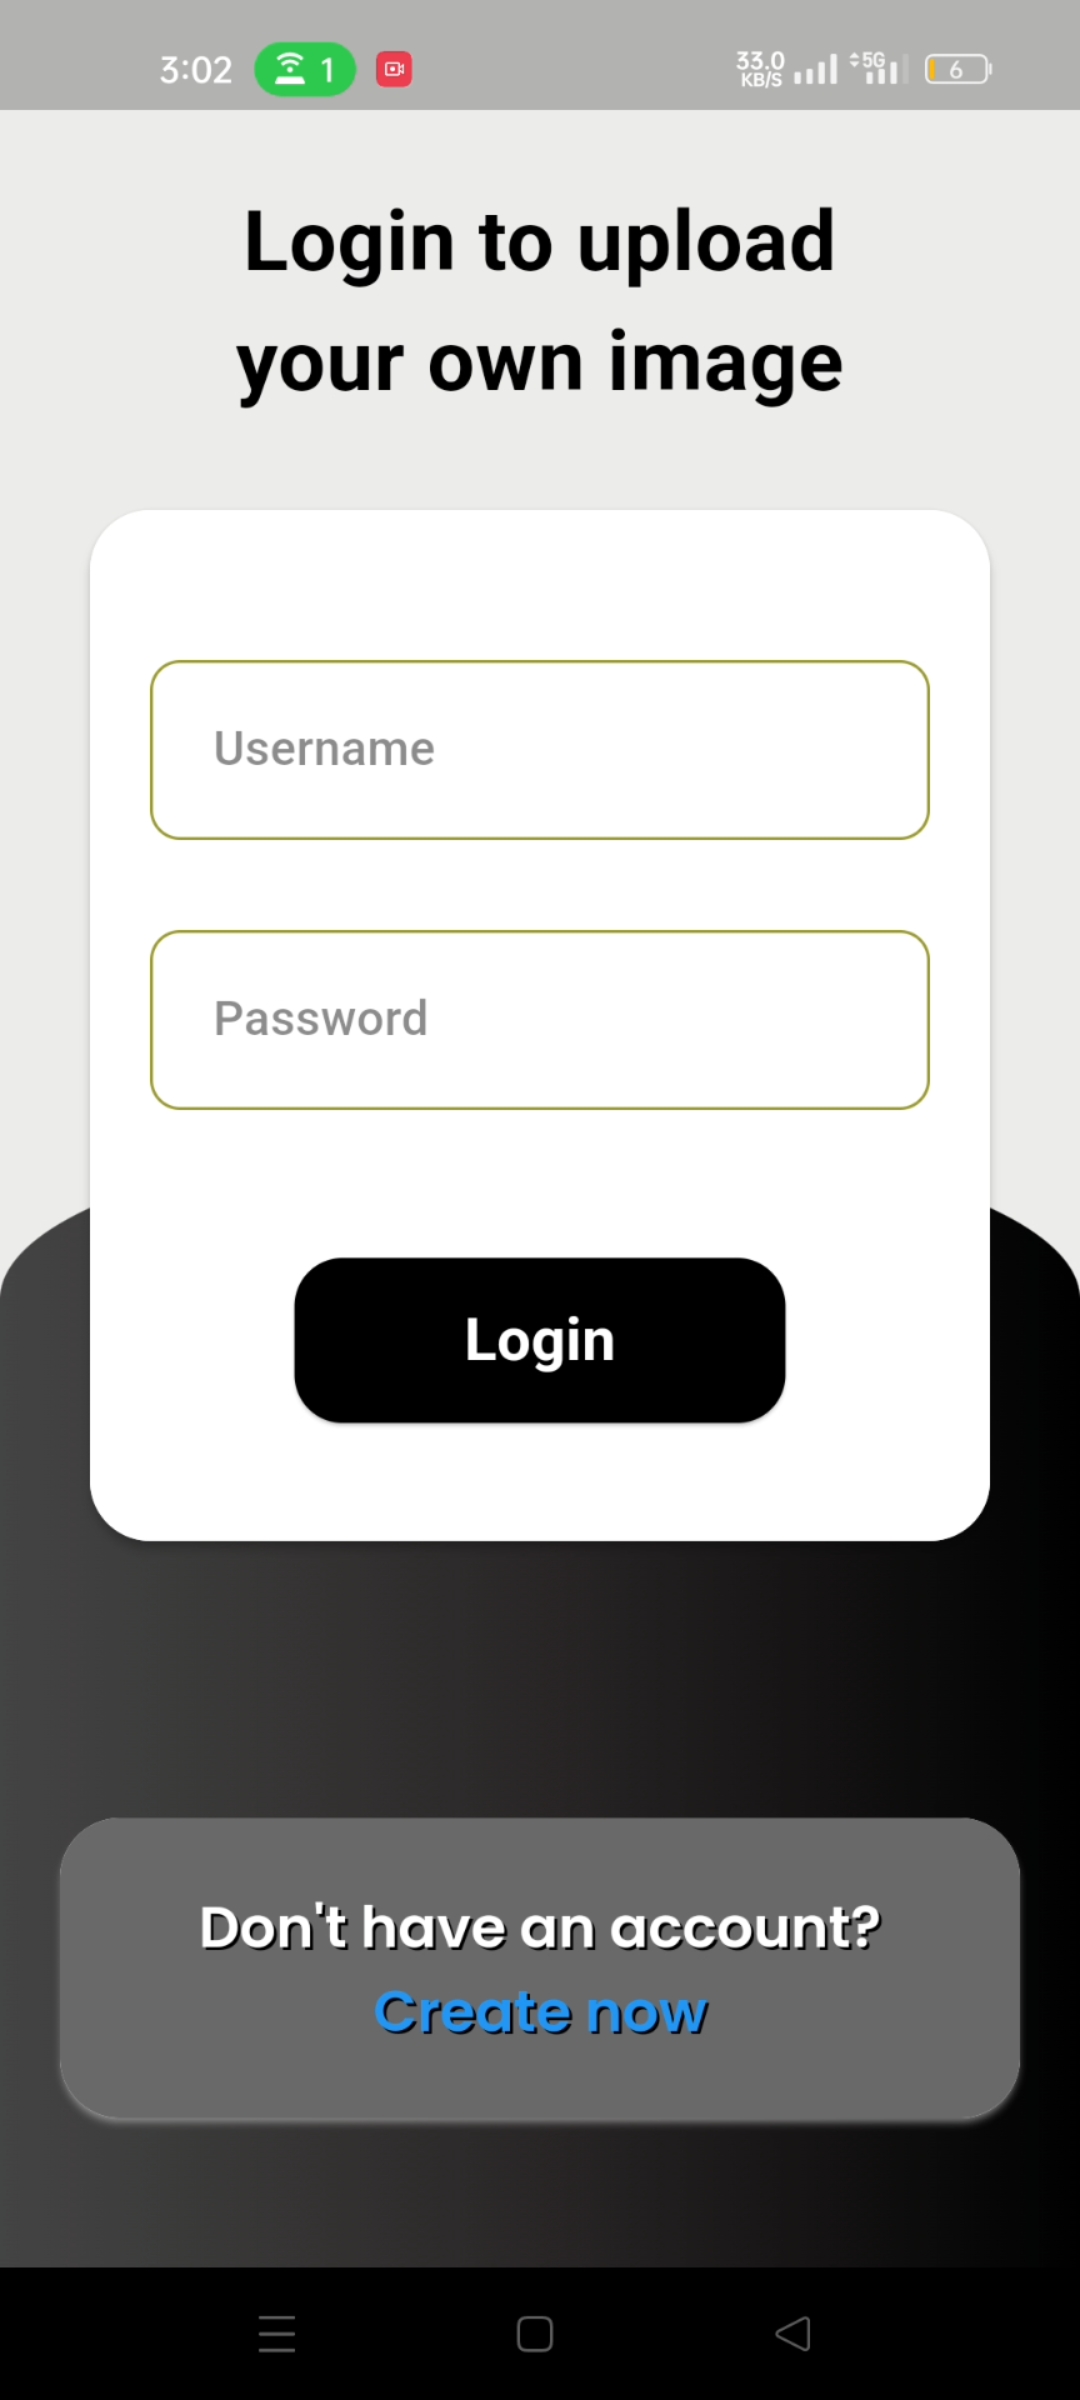 3:02 1 33.0 KB/S 5G 6
Login to upload
your own image
Username
Password
Login
Don't have an account?
Create now